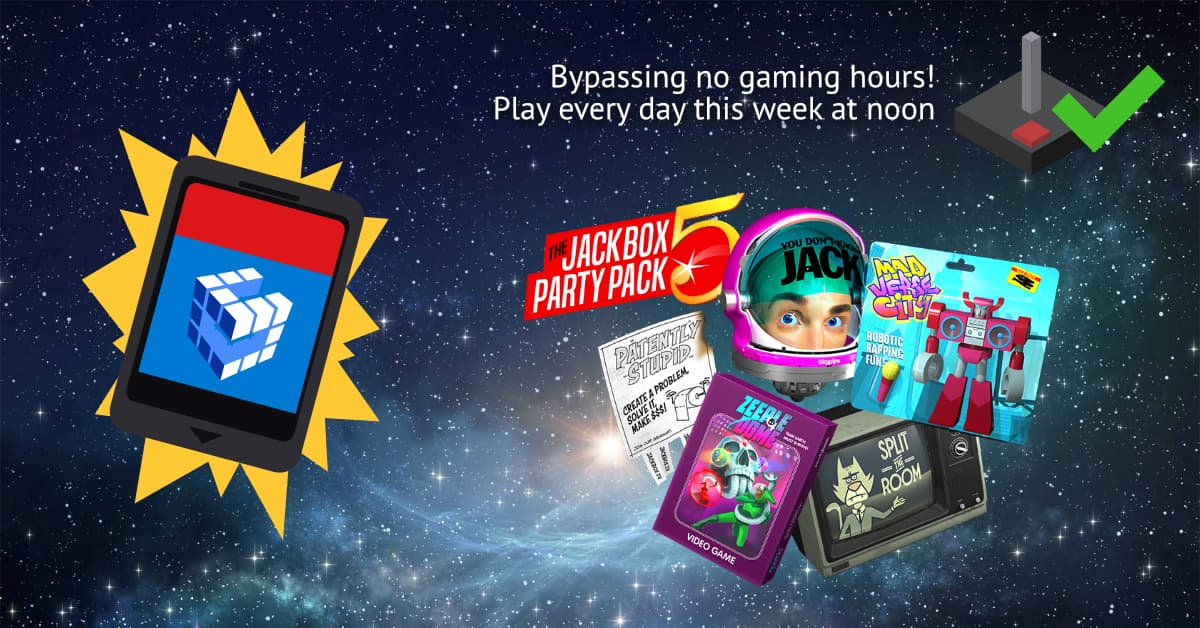 Bypassing no gaming hours!
Play every day this week at noon
THE JACKBOX
PARTY PACK 5
YOU DON'T KNOW
JACK
MAD
VERSE
CITY
ROBOTIC
RAPPING
FUN!
PATENTLY
STUPID
CREATE A PROBLEM.
SOLVE IT.
MAKE $$$!
ZEEPLE
DOME
VIDEO GAME
SPLIT
THE
ROOM